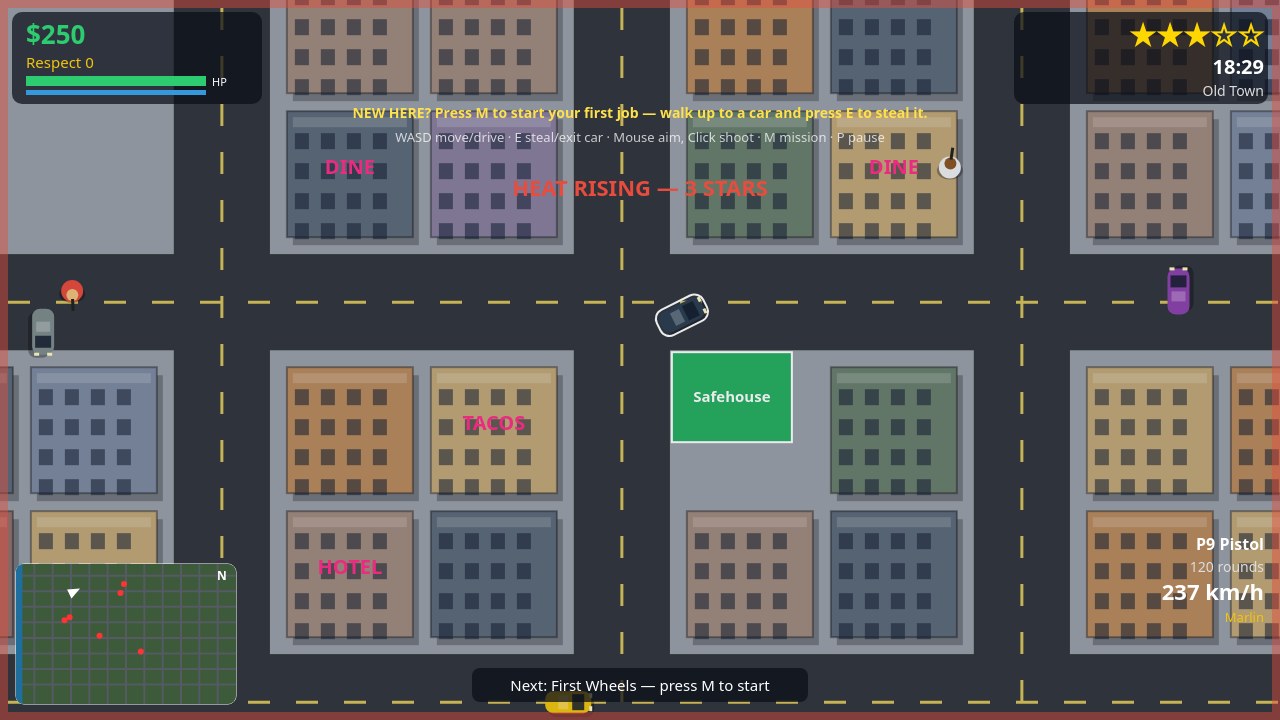 $250
Respect 0
HP
★★★☆☆
18:29
Old Town
NEW HERE? Press M to start your first job — walk up to a car and press E to steal it.
WASD move/drive · E steal/exit car · Mouse aim, Click shoot · M mission · P pause
DINE
DINE
HEAT RISING — 3 STARS
Safehouse
TACOS
HOTEL
N
P9 Pistol
120 rounds
237 km/h
Marlin
Next: First Wheels — press M to start